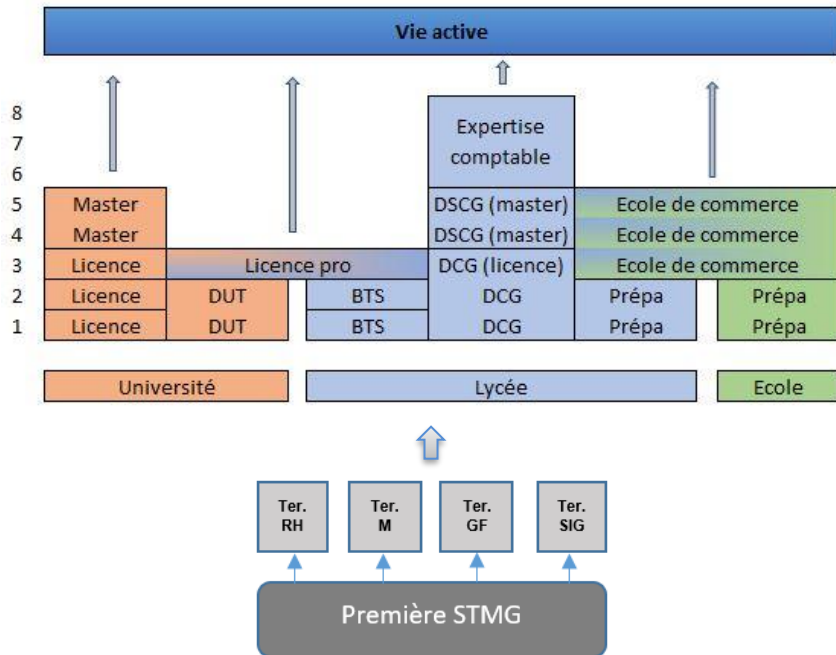 Vie active
8
Expertise
7
comptable
6
5 Master DSCG (master) Ecole de commerce
4 Master DSCG (master) Ecole de commerce
3 Licence Licence pro DCG (licence) Ecole de commerce
2 Licence DUT BTS DCG Prépa Prépa
1 Licence DUT BTS DCG Prépa Prépa
Université Lycée Ecole
Ter. Ter. Ter. Ter.
RH M GF SIG
Première STMG